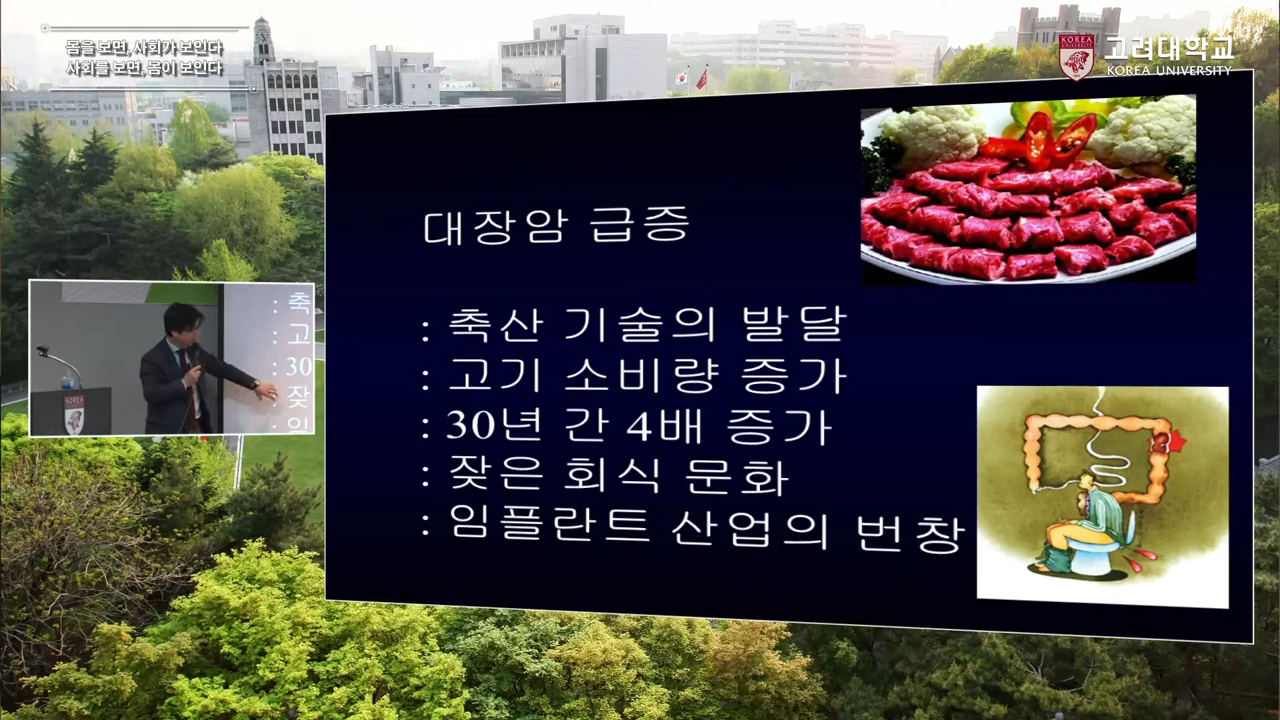 몸을 보면, 사회가 보인다
사회를 보면, 몸이 보인다
KOREA
고려대학교
KOREA UNIVERSITY
대장암 급증
: 축산 기술의 발달
: 고기 소비량 증가
: 30년 간 4배 증가
: 잦은 회식 문화
: 임플란트 산업의 번창
: 축
: 고
: 30
: 잦
: 임